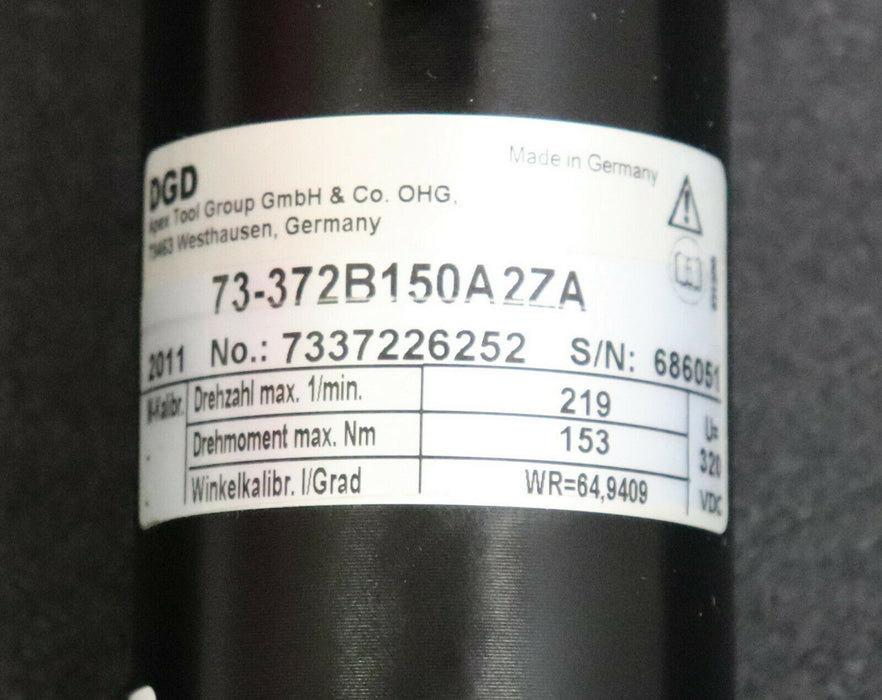 DGD
Made in Germany
Apex Tool Group GmbH & Co. OHG,
73463 Westhausen, Germany
73-372B150A2ZA
2011 No.: 7337226252 S/N: 686051
Drehzahl max. 1/min. 219
Drehmoment max. Nm 153
Winkelkalibr. I/Grad WR=64,9409
U=
320
VDC